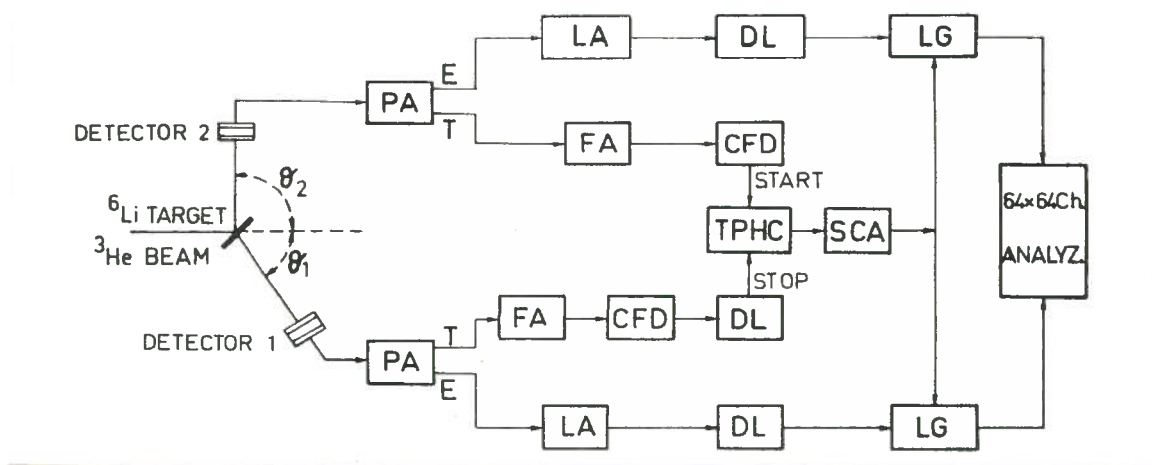 LA
DL
LG
E
PA
T
DETECTOR 2
FA
CFD
ϑ2
START
⁶Li TARGET
64×64Ch.
TPHC
SCA
³He BEAM
ANALYZ.
ϑ1
STOP
FA
CFD
DL
T
DETECTOR 1
PA
E
LA
DL
LG